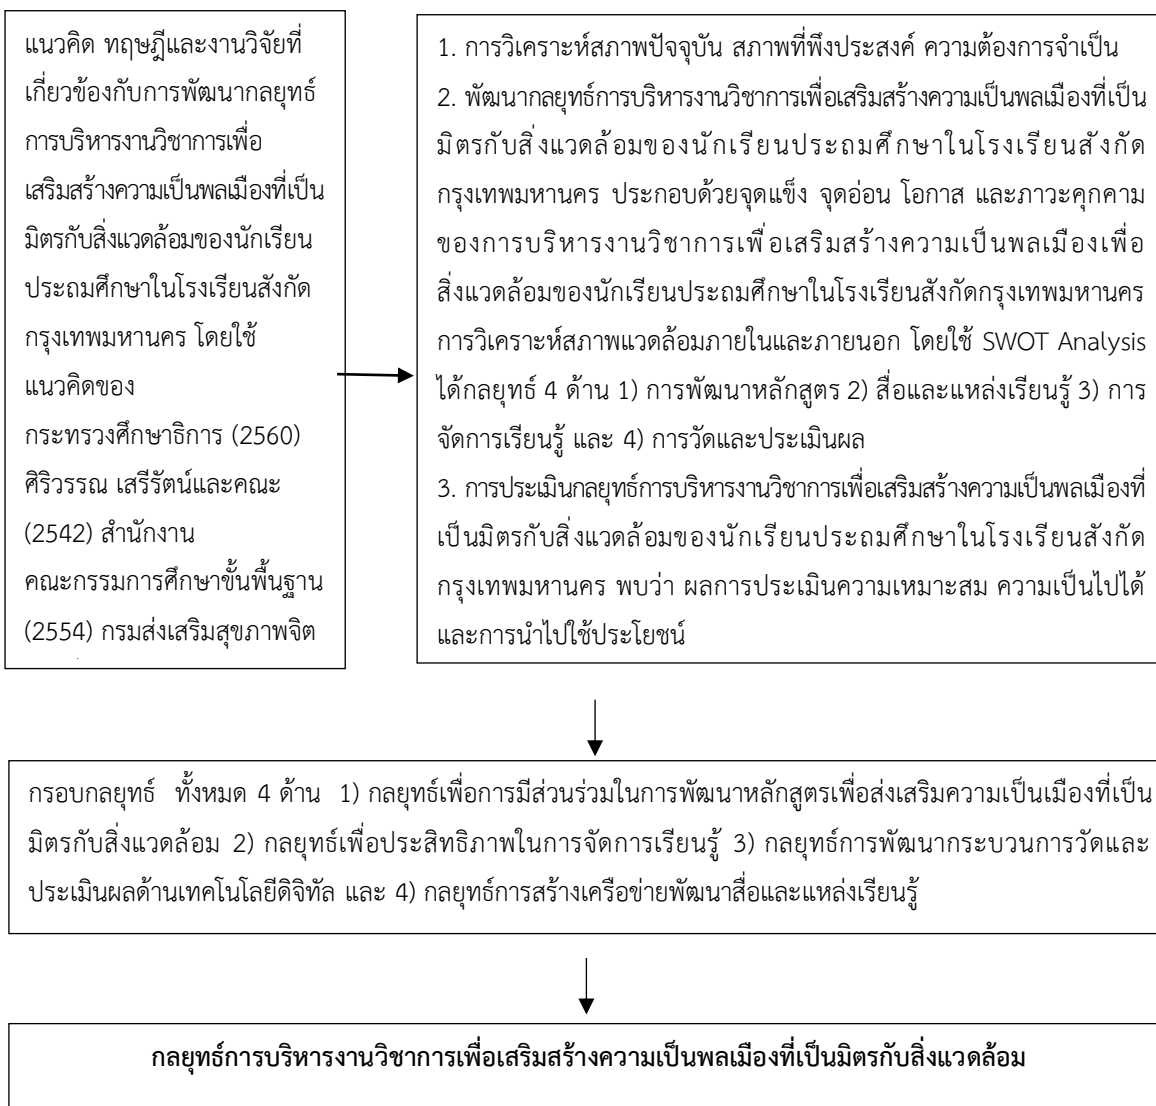 แนวคิด ทฤษฎีและงานวิจัยที่
เกี่ยวข้องกับการพัฒนากลยุทธ์
การบริหารงานวิชาการเพื่อ
เสริมสร้างความเป็นพลเมืองที่เป็น
มิตรกับสิ่งแวดล้อมของนักเรียน
ประถมศึกษาในโรงเรียนสังกัด
กรุงเทพมหานคร โดยใช้
แนวคิดของ
กระทรวงศึกษาธิการ (2560)
ศิริวรรณ เสรีรัตน์และคณะ
(2542) สำนักงาน
คณะกรรมการศึกษาขั้นพื้นฐาน
(2554) กรมส่งเสริมสุขภาพจิต
1. การวิเคราะห์สภาพปัจจุบัน สภาพที่พึงประสงค์ ความต้องการจำเป็น
2. พัฒนากลยุทธ์การบริหารงานวิชาการเพื่อเสริมสร้างความเป็นพลเมืองที่เป็น
มิตรกับสิ่งแวดล้อมของนักเรียนประถมศึกษาในโรงเรียนสังกัด
กรุงเทพมหานคร ประกอบด้วยจุดแข็ง จุดอ่อน โอกาส และภาวะคุกคาม
ของการบริหารงานวิชาการเพื่อเสริมสร้างความเป็นพลเมืองเพื่อ
สิ่งแวดล้อมของนักเรียนประถมศึกษาในโรงเรียนสังกัดกรุงเทพมหานคร
การวิเคราะห์สภาพแวดล้อมภายในและภายนอก โดยใช้ SWOT Analysis
ได้กลยุทธ์ 4 ด้าน 1) การพัฒนาหลักสูตร 2) สื่อและแหล่งเรียนรู้ 3) การ
จัดการเรียนรู้ และ 4) การวัดและประเมินผล
3. การประเมินกลยุทธ์การบริหารงานวิชาการเพื่อเสริมสร้างความเป็นพลเมืองที่
เป็นมิตรกับสิ่งแวดล้อมของนักเรียนประถมศึกษาในโรงเรียนสังกัด
กรุงเทพมหานคร พบว่า ผลการประเมินความเหมาะสม ความเป็นไปได้
และการนำไปใช้ประโยชน์
กรอบกลยุทธ์ ทั้งหมด 4 ด้าน 1) กลยุทธ์เพื่อการมีส่วนร่วมในการพัฒนาหลักสูตรเพื่อส่งเสริมความเป็นเมืองที่เป็น
มิตรกับสิ่งแวดล้อม 2) กลยุทธ์เพื่อประสิทธิภาพในการจัดการเรียนรู้ 3) กลยุทธ์การพัฒนากระบวนการวัดและ
ประเมินผลด้านเทคโนโลยีดิจิทัล และ 4) กลยุทธ์การสร้างเครือข่ายพัฒนาสื่อและแหล่งเรียนรู้
กลยุทธ์การบริหารงานวิชาการเพื่อเสริมสร้างความเป็นพลเมืองที่เป็นมิตรกับสิ่งแวดล้อม